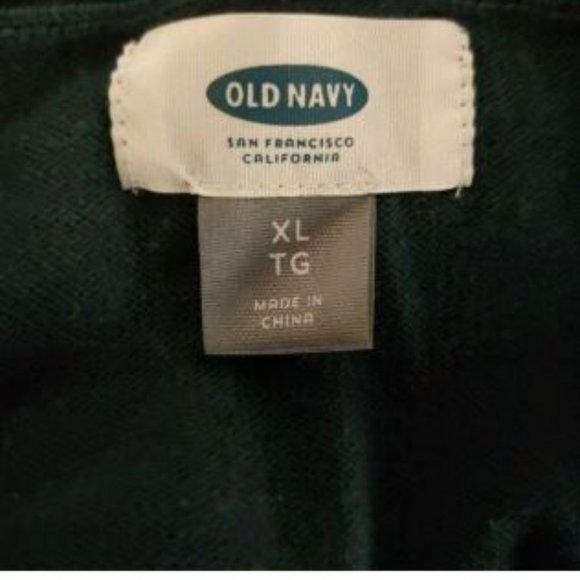 OLD NAVY
SAN FRANCISCO
CALIFORNIA
XL
TG
MADE IN
CHINA